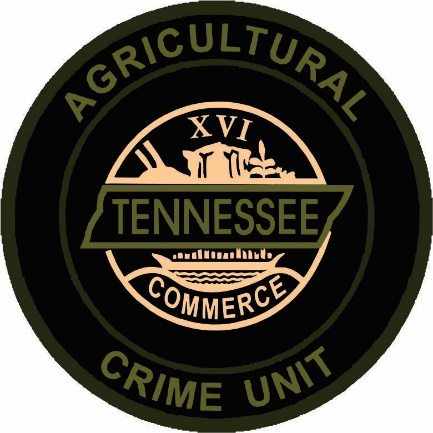 AGRICULTURAL
XVI
TENNESSEE
COMMERCE
CRIME UNIT